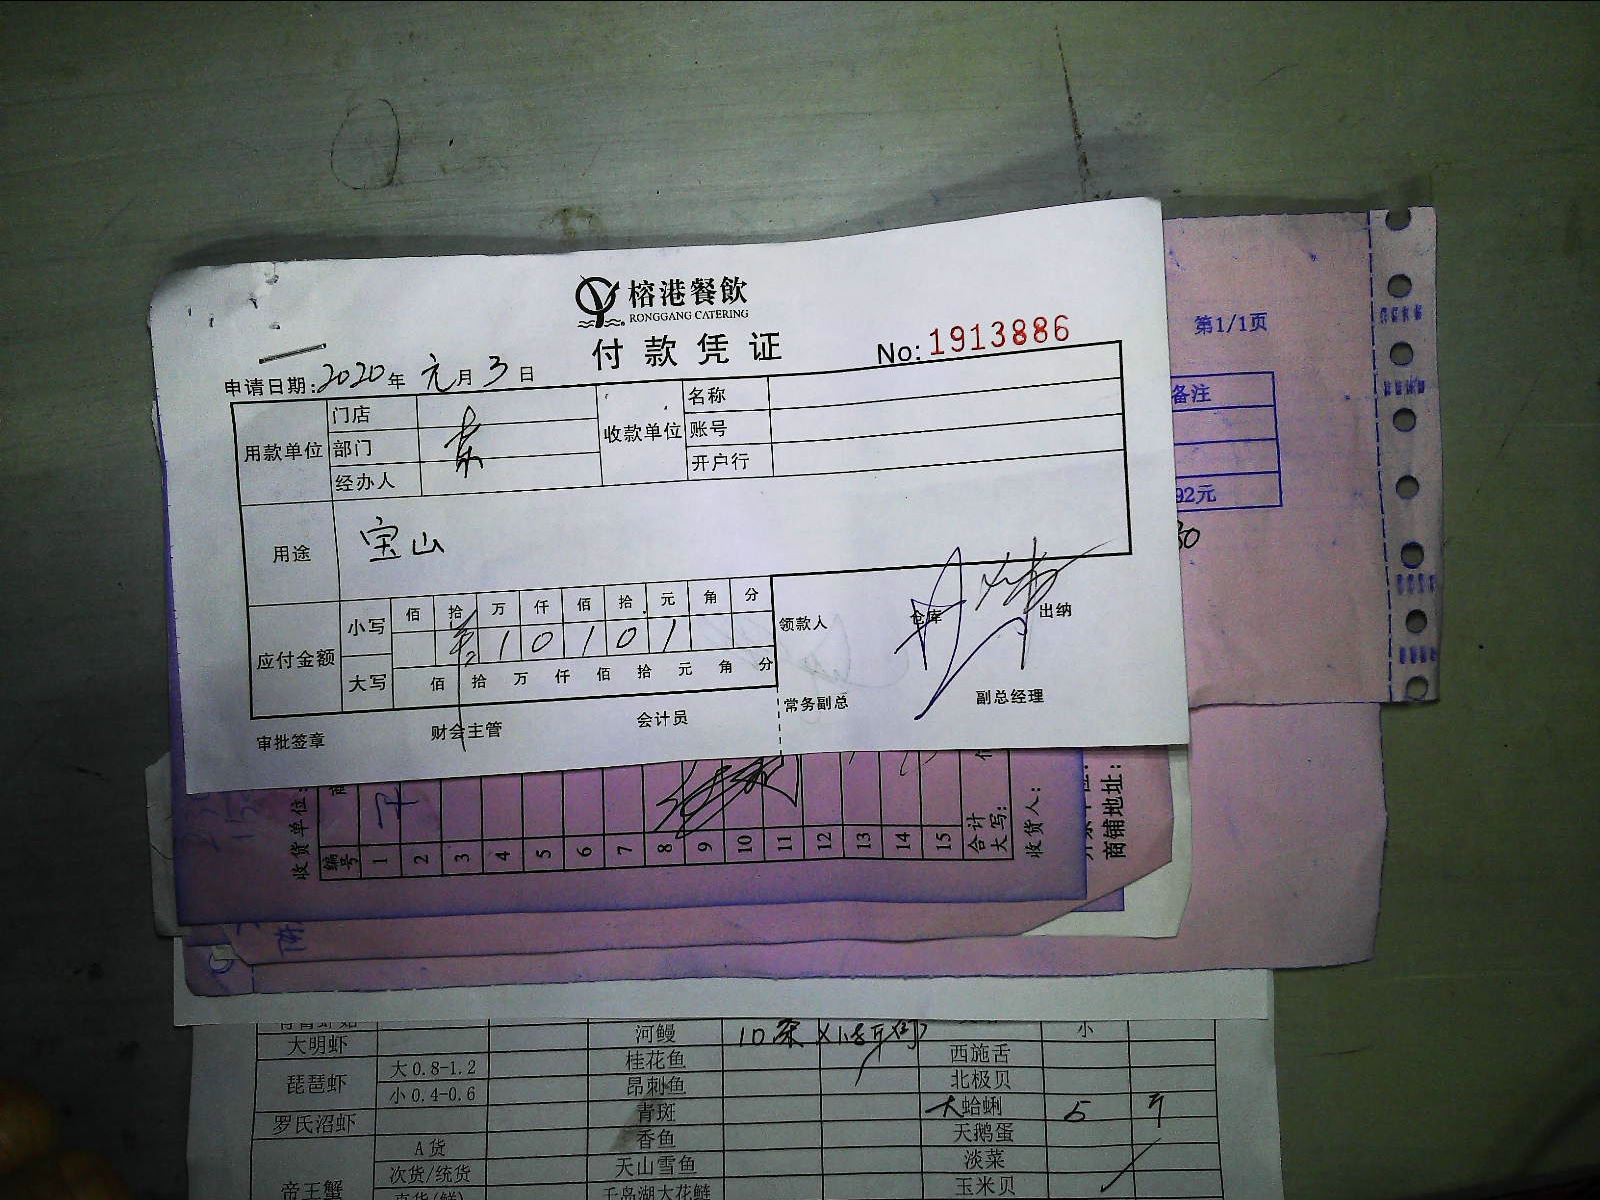 榕港餐飲
RONGGANG CATERING
付款凭证
No: 1913886
申请日期: 2020年 元月 3日
用款单位 门店 收款单位 名称
部门 账号
经办人 开户行
用途 宝山
应付金额 小写 佰 拾 万 仟 佰 拾 元 角 分
1 0 1 0 1
大写 佰 拾 万 仟 佰 拾 元 角 分
领款人 仓库 出纳
审批签章 财会主管 会计员 常务副总 副总经理
第1/1页
备注
92元
30
收货单位:
编号 1 2 3 4 5 6 7 8 9 10 11 12 13 14 15 合计
大写:
收货人:
商铺地址:
河鳗 10条 小
大明虾 桂花鱼 西施舌
琵琶虾 大0.8-1.2 昂刺鱼 北极贝
小0.4-0.6 青斑 大蛤蜊 5 斤
罗氏沼虾 香鱼 天鹅蛋
帝王蟹 A货 天山雪鱼 淡菜
次货/统货 千岛湖大花鲢 玉米贝